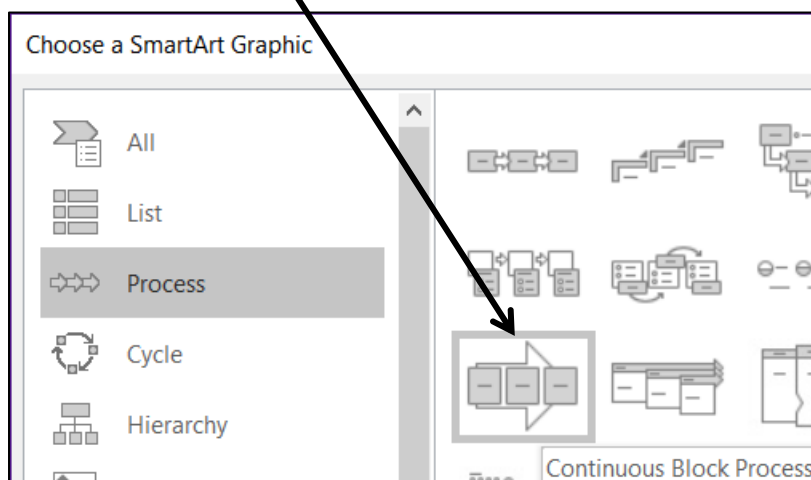 Choose a SmartArt Graphic
All
List
Process
Cycle
Hierarchy
Continuous Block Process